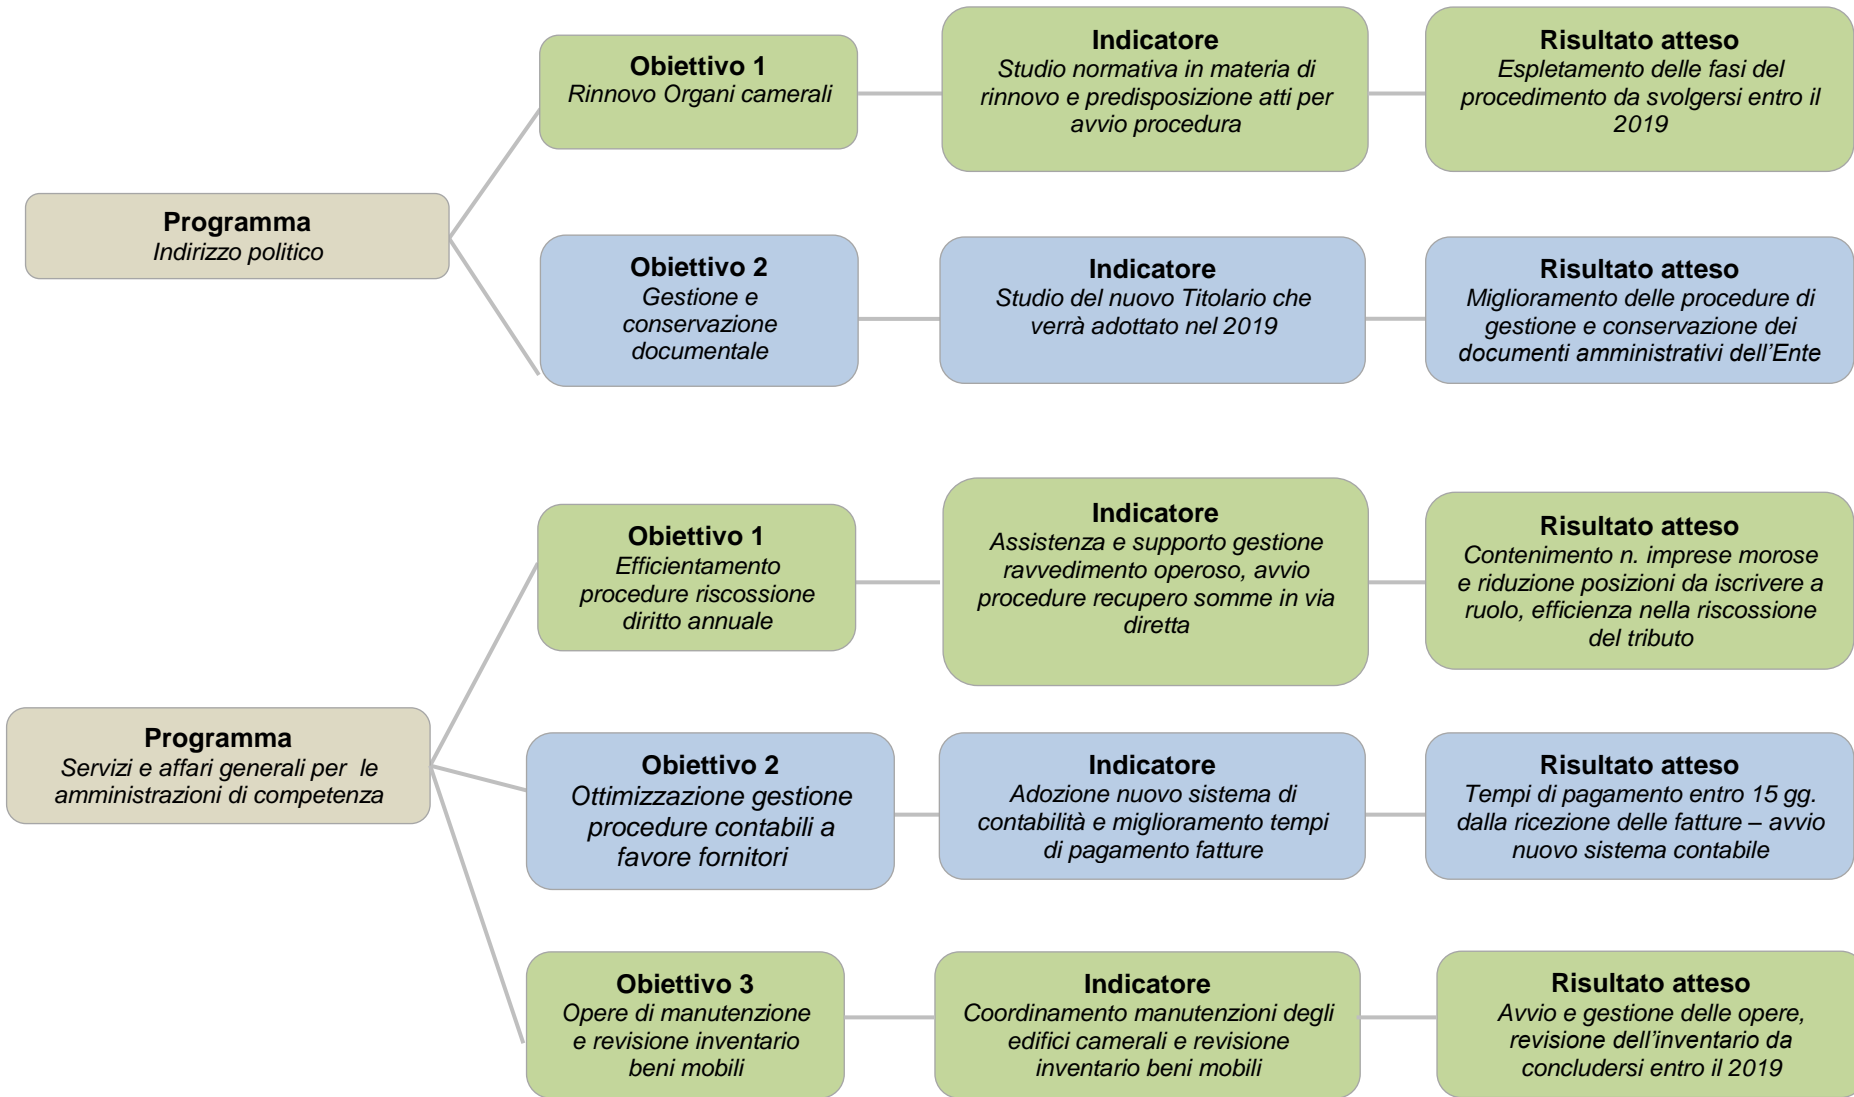 Programma
Indirizzo politico
Obiettivo 1
Rinnovo Organi camerali
Indicatore
Studio normativa in materia di
rinnovo e predisposizione atti per
avvio procedura
Risultato atteso
Espletamento delle fasi del
procedimento da svolgersi entro il
2019
Obiettivo 2
Gestione e
conservazione
documentale
Indicatore
Studio del nuovo Titolario che
verrà adottato nel 2019
Risultato atteso
Miglioramento delle procedure di
gestione e conservazione dei
documenti amministrativi dell’Ente
Programma
Servizi e affari generali per  le
amministrazioni di competenza
Obiettivo 1
Efficientamento
procedure riscossione
diritto annuale
Indicatore
Assistenza e supporto gestione
ravvedimento operoso, avvio
procedure recupero somme in via
diretta
Risultato atteso
Contenimento n. imprese morose
e riduzione posizioni da iscrivere a
ruolo, efficienza nella riscossione
del tributo
Obiettivo 2
Ottimizzazione gestione
procedure contabili a
favore fornitori
Indicatore
Adozione nuovo sistema di
contabilità e miglioramento tempi
di pagamento fatture
Risultato atteso
Tempi di pagamento entro 15 gg.
dalla ricezione delle fatture – avvio
nuovo sistema contabile
Obiettivo 3
Opere di manutenzione
e revisione inventario
beni mobili
Indicatore
Coordinamento manutenzioni degli
edifici camerali e revisione
inventario beni mobili
Risultato atteso
Avvio e gestione delle opere,
revisione dell’inventario da
concludersi entro il 2019